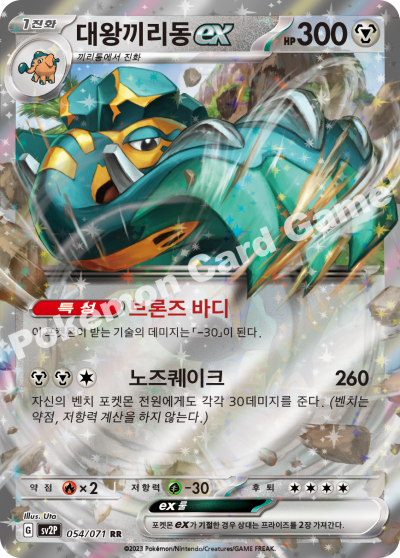 1진화
대왕끼리동 ex HP 300
끼리동에서 진화
Pokémon Card Game
특성 브론즈 바디
이 포켓몬이 받는 기술의 데미지는「-30」이 된다.
노즈퀘이크 260
자신의 벤치 포켓몬 전원에게도 각각 30데미지를 준다. (벤치는
약점, 저항력 계산을 하지 않는다.)
약점 ×2 저항력 -30 후퇴
ex 룰
포켓몬 ex가 기절한 경우 상대는 프라이즈를 2장 가져간다.
Illus. Uta
G sv2P 054/071 RR
©2023 Pokémon/Nintendo/Creatures/GAME FREAK.